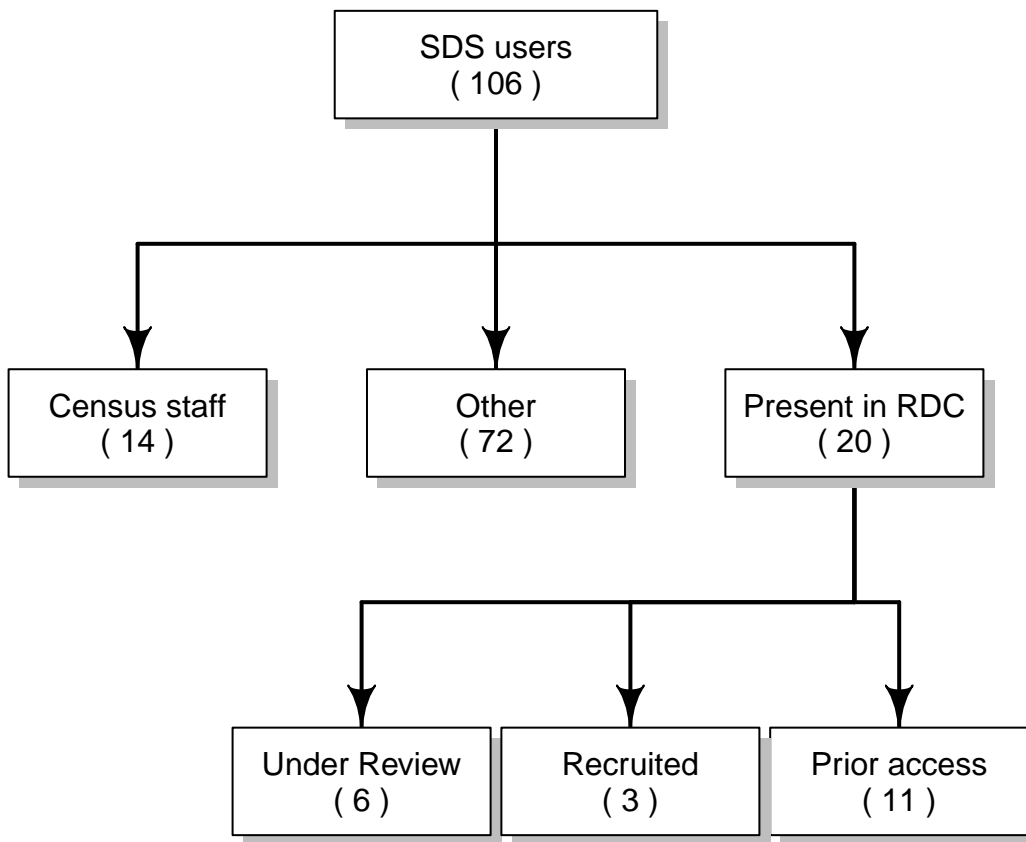 SDS users
( 106 )
Census staff
( 14 )
Other
( 72 )
Present in RDC
( 20 )
Under Review
( 6 )
Recruited
( 3 )
Prior access
( 11 )